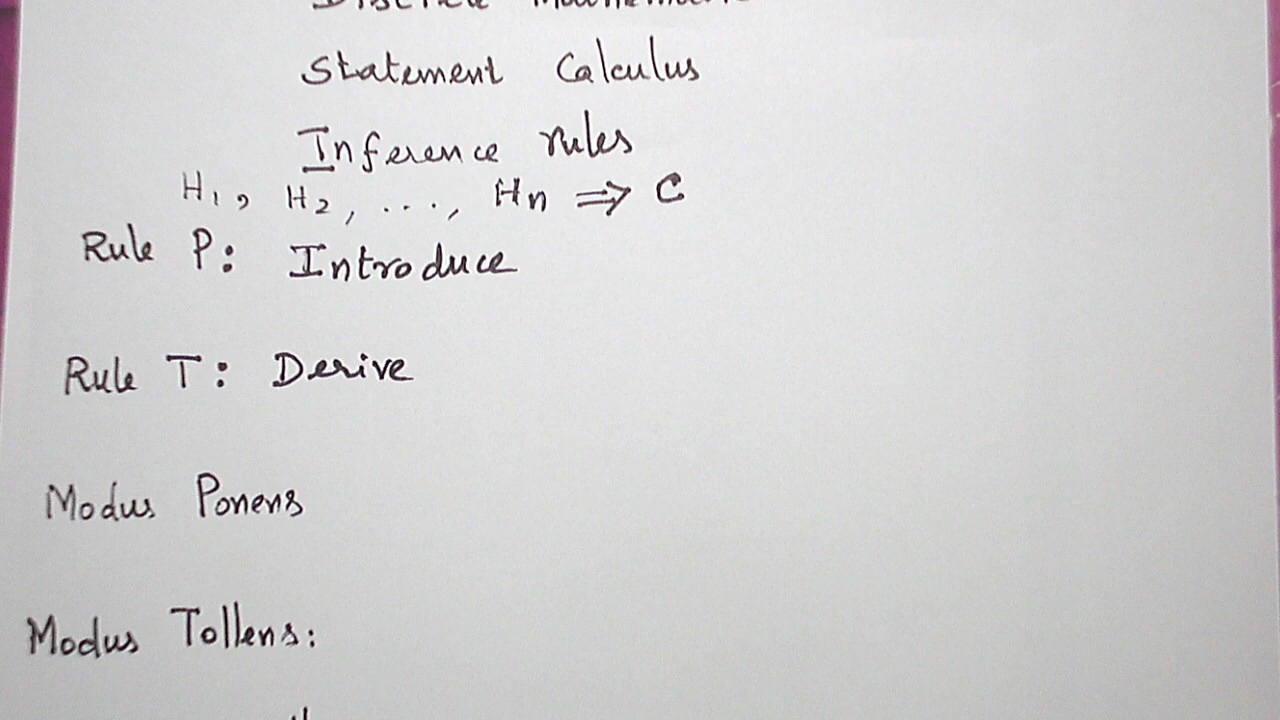 Statement Calculus
Inference rules
H1, H2, ..., Hn ⇒ C
Rule P: Introduce
Rule T: Derive
Modus Ponens
Modus Tollens: